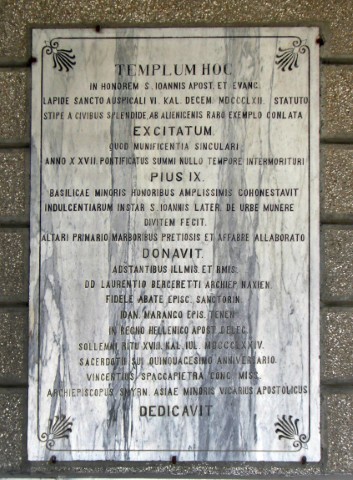 TEMPLUM HOC
IN HONOREM S. IOANNIS APOST. ET EVANG.
LAPIDE SANCTO AUSPICALI VI. KAL. DECEM. MDCCCLXII. STATUTO
STIPE A CIVIBUS SPLENDIDE, AB ALIENIGENIS RARO EXEMPLO CONLATA
EXCITATUM.
QUOD MUNIFICENTIA SINGULARI
ANNO XXVII. PONTIFICATUS SUMMI NULLO TEMPORE INTERMORITURI
PIUS IX.
BASILICAE MINORIS HONORIBUS AMPLISSIMIS COHONESTAVIT
INDULGENTIARUM INSTAR S. IOANNIS LATER. DE URBE MUNERE
DIVITEM FECIT.
ALTARI PRIMARIO MARBORIBUS PRETIOSIS ET AFFABRE ALLABORATO
DONAVIT.
ADSTANTIBUS ILLMIS ET RMIS.
DD LAURENTIO BERGERETTI ARCHIEP. NAXIEN.
FIDELE ABATE EPISC. SANCTORIN.
IOAN. MARANGO EPIS. TENEN
IN REGNO HELLENICO APOST. DELEG.
SOLLEMNI RITU XVIII. KAL. IUL. MDCCCLXXIV.
SACERDOTII SUI QUINQUAGESIMO ANNIVERSARIO.
VINCENTIUS SPACCAPIETRA CONG. MISS.
ARCHIEPISCOPUS SMYRN. ASIAE MINORIS VICARIUS APOSTOLICUS
DEDICAVIT